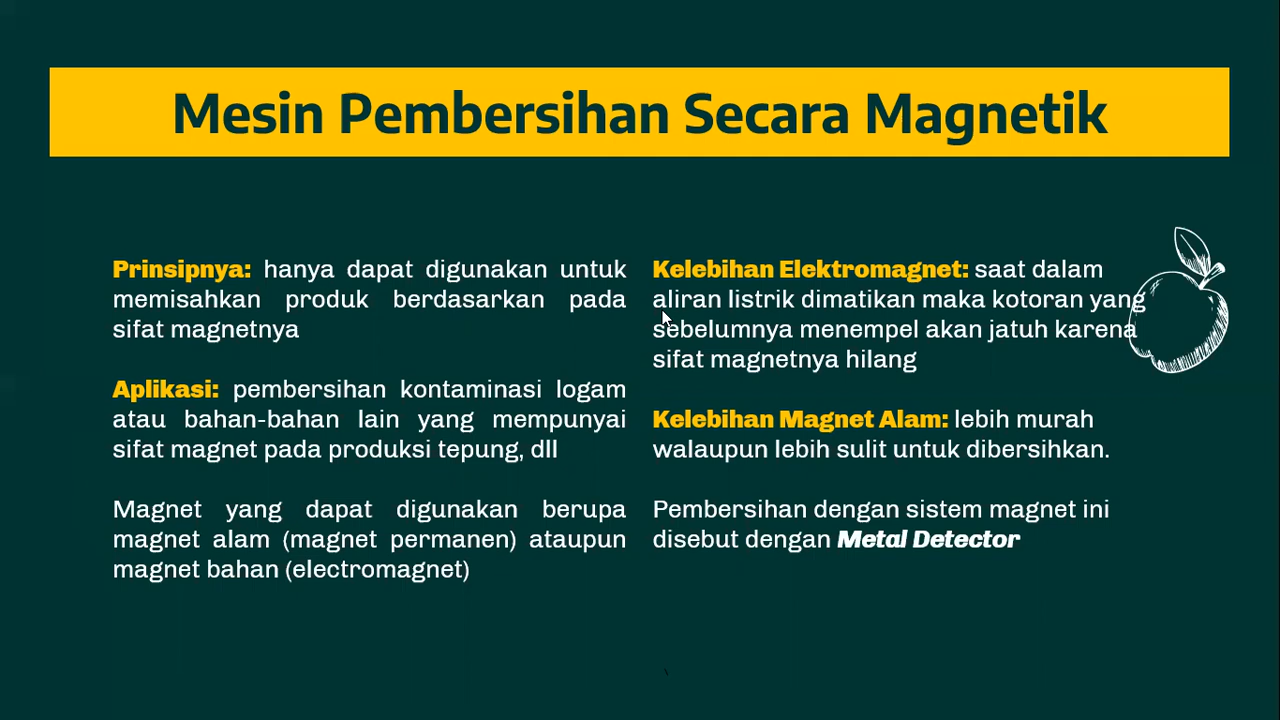 Mesin Pembersihan Secara Magnetik
Prinsipnya: hanya dapat digunakan untuk
memisahkan produk berdasarkan pada
sifat magnetnya
Aplikasi: pembersihan kontaminasi logam
atau bahan-bahan lain yang mempunyai
sifat magnet pada produksi tepung, dll
Magnet yang dapat digunakan berupa
magnet alam (magnet permanen) ataupun
magnet bahan (electromagnet)
Kelebihan Elektromagnet: saat dalam
aliran listrik dimatikan maka kotoran yang
sebelumnya menempel akan jatuh karena
sifat magnetnya hilang
Kelebihan Magnet Alam: lebih murah
walaupun lebih sulit untuk dibersihkan.
Pembersihan dengan sistem magnet ini
disebut dengan Metal Detector